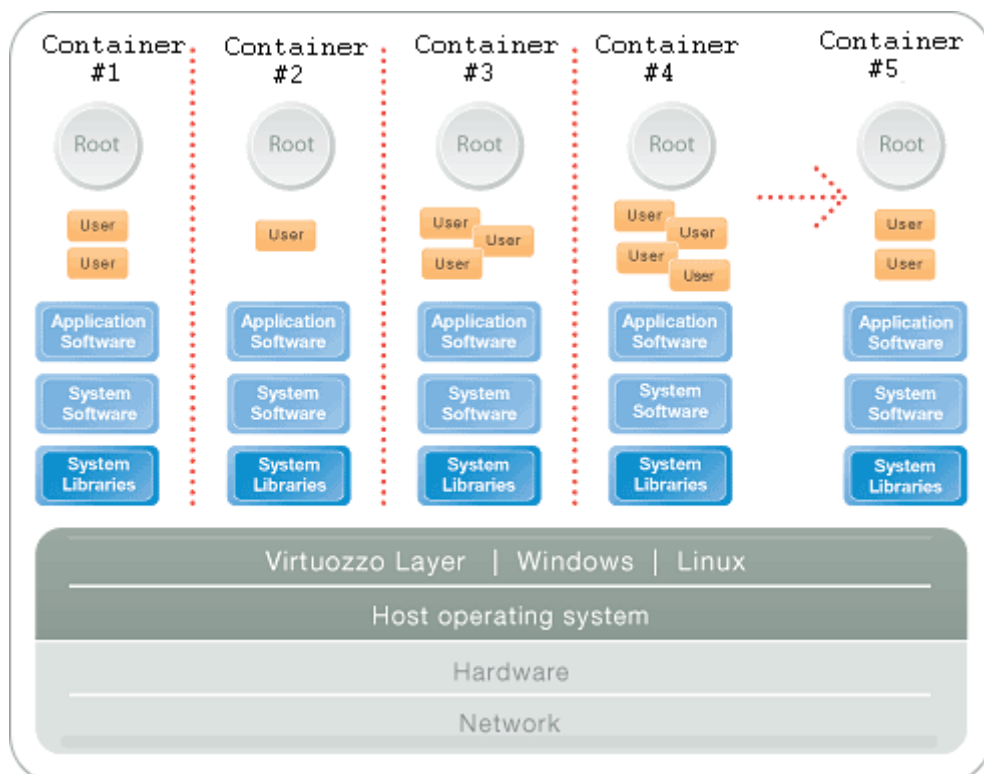 Container #1
Container #2
Container #3
Container #4
Container #5
Root
Root
Root
Root
Root
User
User
User
User
User
User
User
User
User
User
User
User
Application Software
Application Software
Application Software
Application Software
Application Software
System Software
System Software
System Software
System Software
System Software
System Libraries
System Libraries
System Libraries
System Libraries
System Libraries
Virtuozzo Layer | Windows | Linux
Host operating system
Hardware
Network